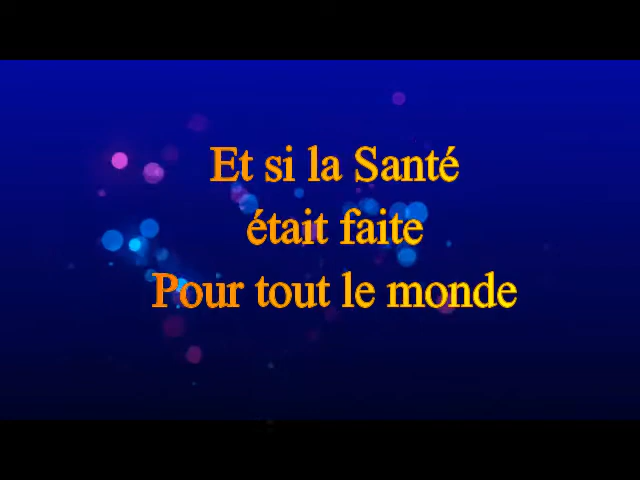 Et si la Santé
était faite
Pour tout le monde